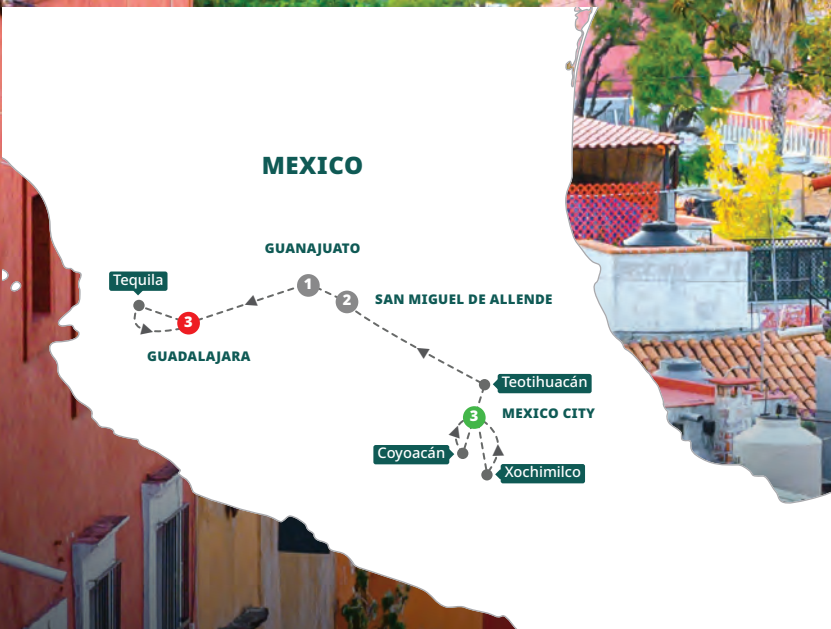 MEXICO
GUANAJUATO
Tequila
1
2
SAN MIGUEL DE ALLENDE
3
GUADALAJARA
Teotihuacán
3
MEXICO CITY
Coyoacán
Xochimilco